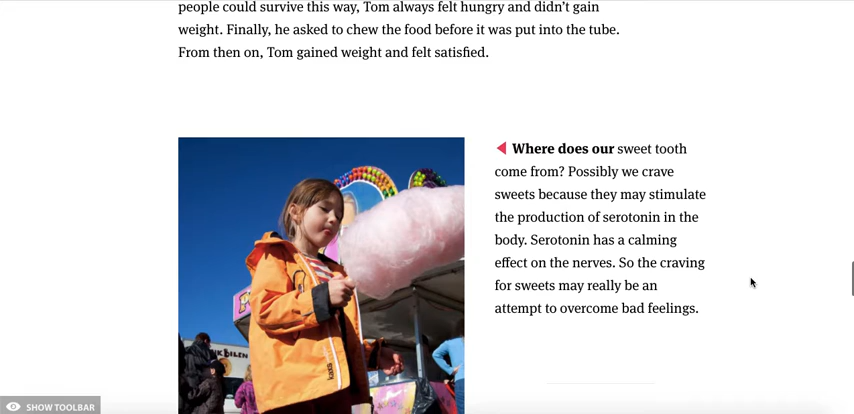 people could survive this way, Tom always felt hungry and didn’t gain
weight. Finally, he asked to chew the food before it was put into the tube.
From then on, Tom gained weight and felt satisfied.
Where does our sweet tooth
come from? Possibly we crave
sweets because they may stimulate
the production of serotonin in the
body. Serotonin has a calming
effect on the nerves. So the craving
for sweets may really be an
attempt to overcome bad feelings.
SHOW TOOLBAR